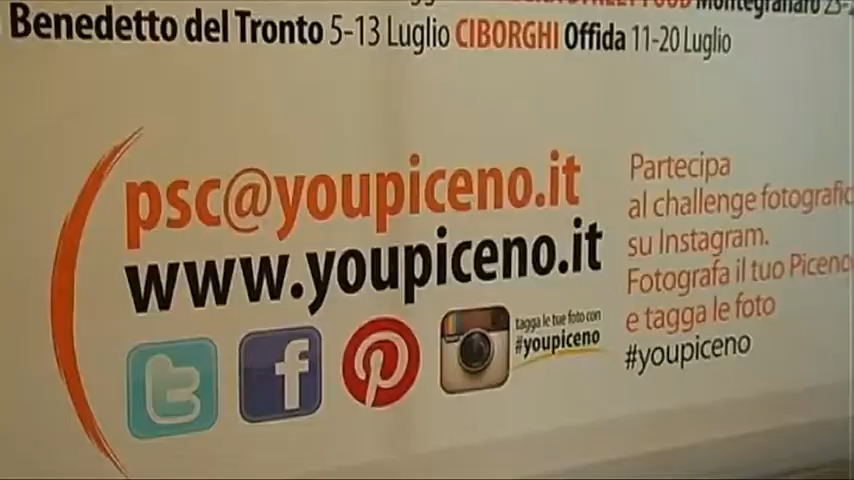 Montegranaro
Benedetto del Tronto 5-13 Luglio CIBORGHI Offida 11-20 Luglio
psc@youpiceno.it
www.youpiceno.it
tagga le tue foto con
#youpiceno
Partecipa
al challenge fotografic
su Instagram.
Fotografa il tuo Piceno
e tagga le foto
#youpiceno